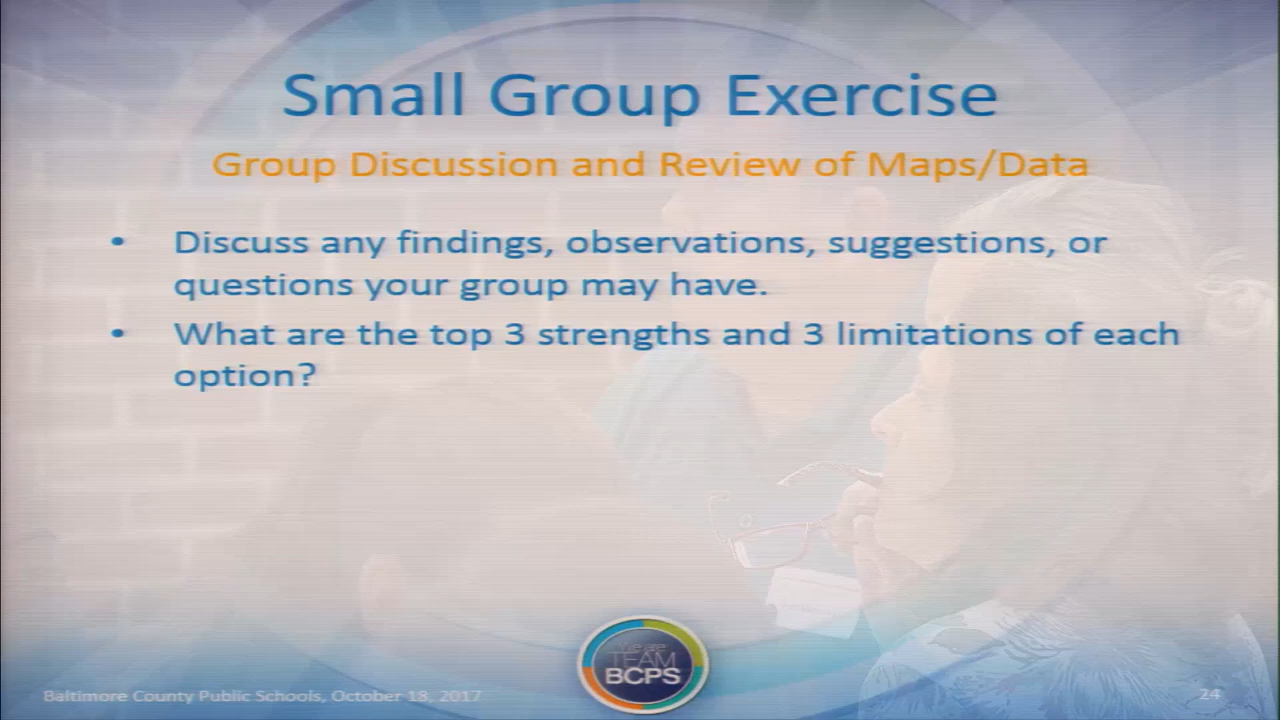 Small Group Exercise
Group Discussion and Review of Maps/Data
• Discuss any findings, observations, suggestions, or
questions your group may have.
• What are the top 3 strengths and 3 limitations of each
option?
We are
TEAM
BCPS
Baltimore County Public Schools, October 18, 2017
24